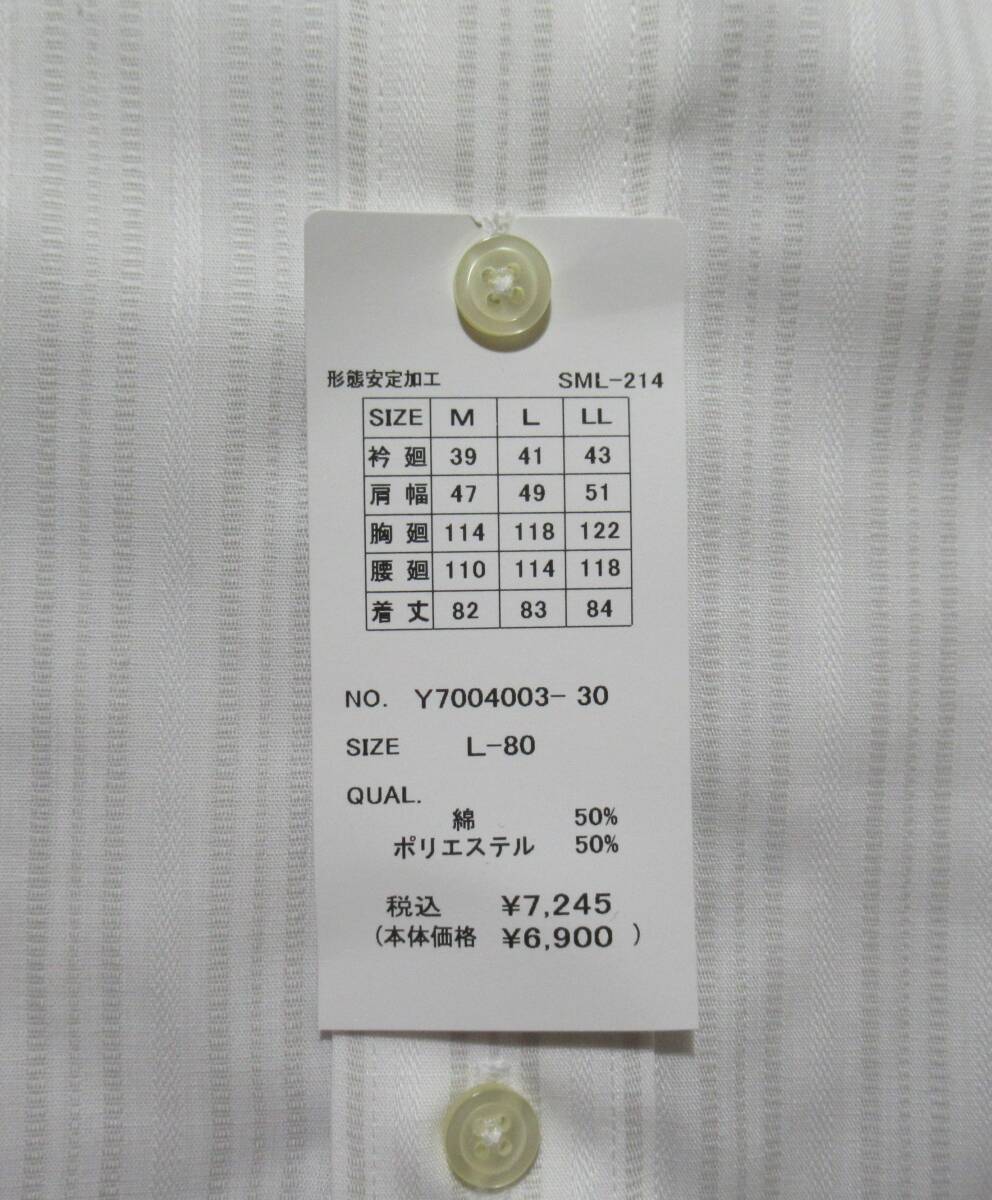 形態安定加工 SML-214
SIZE M L LL
衿廻 39 41 43
肩幅 47 49 51
胸廻 114 118 122
腰廻 110 114 118
着丈 82 83 84
NO. Y7004003-30
SIZE L-80
QUAL.
綿 50%
ポリエステル 50%
税込 ¥7,245
(本体価格 ¥6,900 )